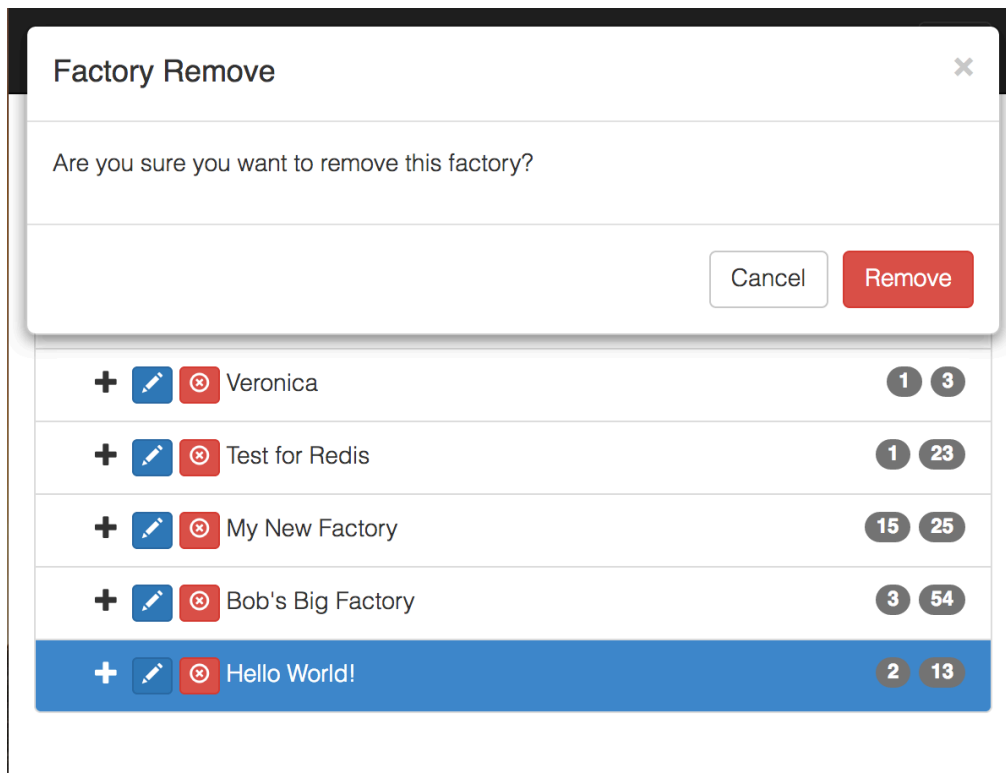 Factory Remove ×
Are you sure you want to remove this factory?
Cancel Remove
Veronica 1 3
Test for Redis 1 23
My New Factory 15 25
Bob's Big Factory 3 54
Hello World! 2 13